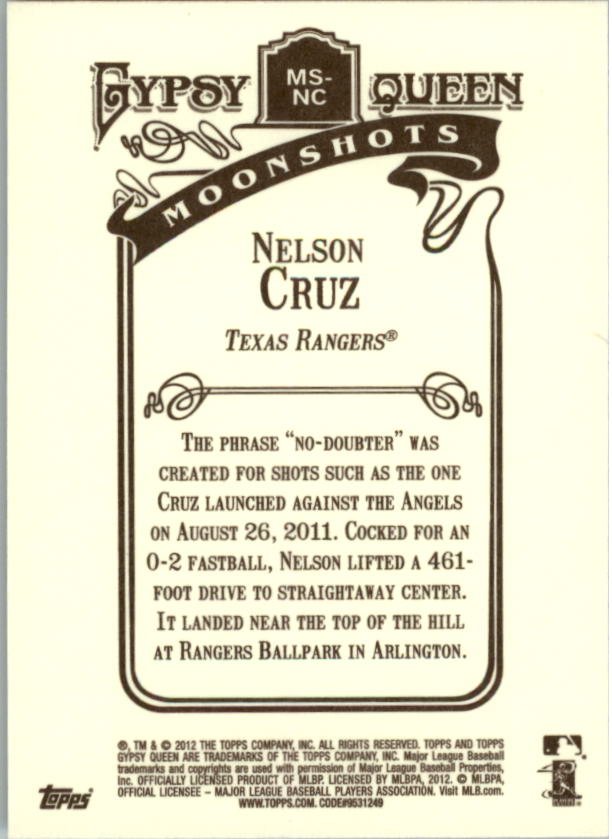 GYPSY MS-NC QUEEN
MOONSHOTS
NELSON
CRUZ
TEXAS RANGERS®
THE PHRASE “NO-DOUBTER” WAS
CREATED FOR SHOTS SUCH AS THE ONE
CRUZ LAUNCHED AGAINST THE ANGELS
ON AUGUST 26, 2011. COCKED FOR AN
0-2 FASTBALL, NELSON LIFTED A 461-
FOOT DRIVE TO STRAIGHTAWAY CENTER.
IT LANDED NEAR THE TOP OF THE HILL
AT RANGERS BALLPARK IN ARLINGTON.
®, TM & © 2012 THE TOPPS COMPANY, INC. ALL RIGHTS RESERVED. TOPPS AND TOPPS
GYPSY QUEEN ARE TRADEMARKS OF THE TOPPS COMPANY, INC. Major League Baseball
trademarks and copyrights are used with permission of Major League Baseball Properties,
Inc. OFFICIALLY LICENSED PRODUCT OF MLBP. LICENSED BY MLBPA, 2012. © MLBPA,
OFFICIAL LICENSEE – MAJOR LEAGUE BASEBALL PLAYERS ASSOCIATION. Visit MLB.com.
WWW.TOPPS.COM. CODE#9531249
Topps